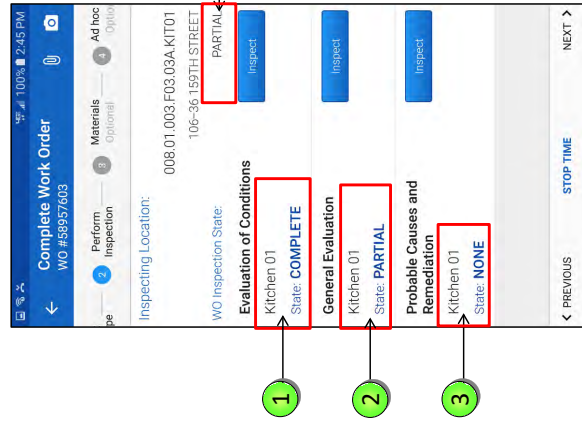 100% 2:45 PM
Complete Work Order
WO #58957603
pe
2
Perform
Inspection
3
Materials
Optional
4
Ad hoc
Option
Inspecting Location:
008.01.003.F03.03A.KIT01
106-36 159TH STREET
WO Inspection State:
PARTIAL
Evaluation of Conditions
Kitchen 01
State: COMPLETE
Inspect
General Evaluation
Kitchen 01
State: PARTIAL
Inspect
Probable Causes and
Remediation
Kitchen 01
State: NONE
Inspect
< PREVIOUS
STOP TIME
NEXT >
1
2
3